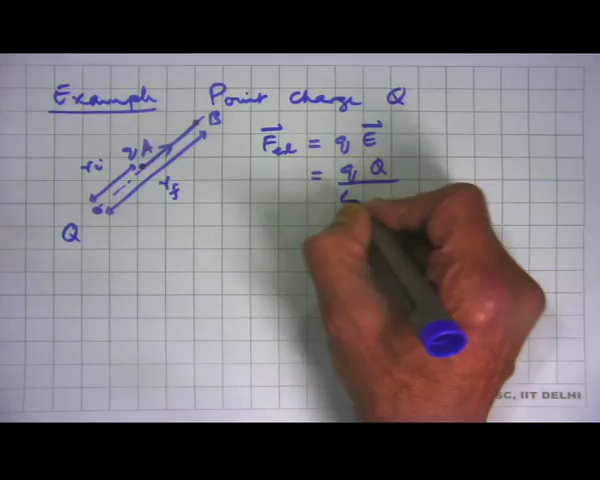 Example Point charge Q
B
q A
F⃗el = q E⃗
ri
= q Q
rf
Q
SC, IIT DELHI